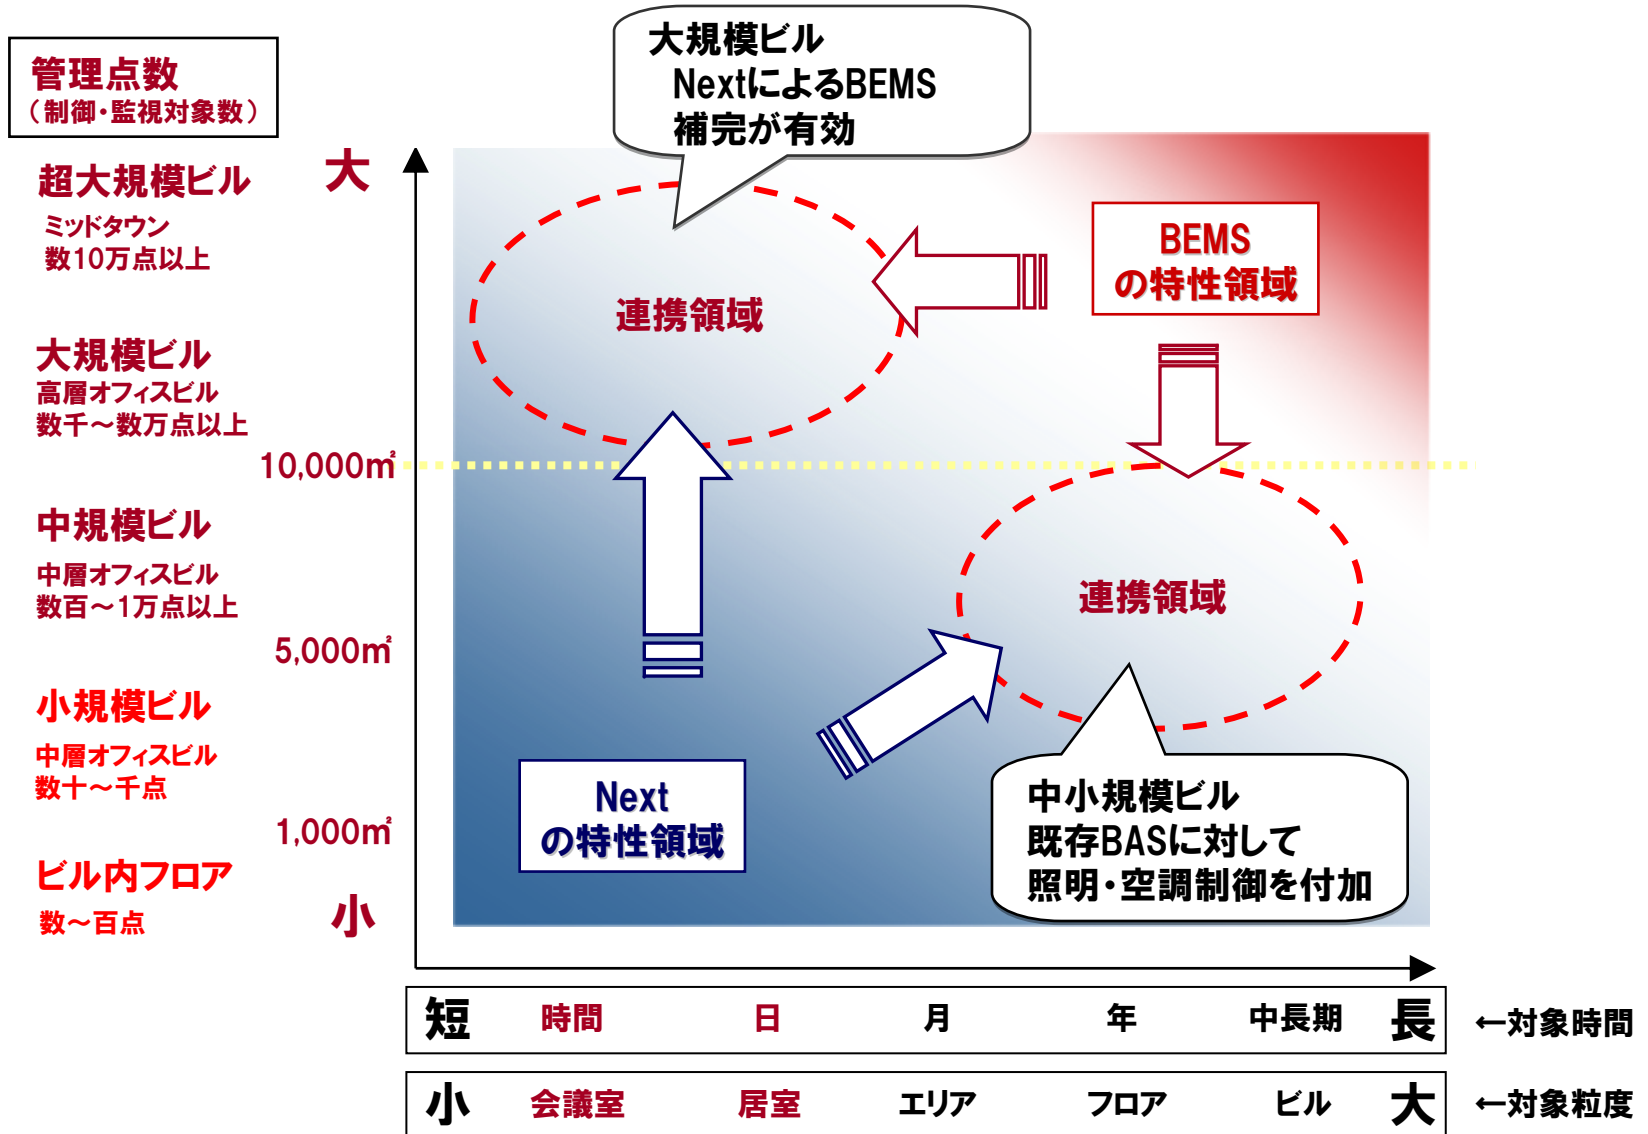 管理点数
（制御・監視対象数）
大規模ビル
NextによるBEMS
補完が有効
超大規模ビル
ミッドタウン
数10万点以上
大
BEMS
の特性領域
連携領域
大規模ビル
高層オフィスビル
数千～数万点以上
10,000㎡
中規模ビル
中層オフィスビル
数百～1万点以上
連携領域
5,000㎡
小規模ビル
中層オフィスビル
数十～千点
Next
の特性領域
中小規模ビル
既存BASに対して
照明・空調制御を付加
1,000㎡
ビル内フロア
数～百点
小
短 時間 日 月 年 中長期 長 ←対象時間
小 会議室 居室 エリア フロア ビル 大 ←対象粒度